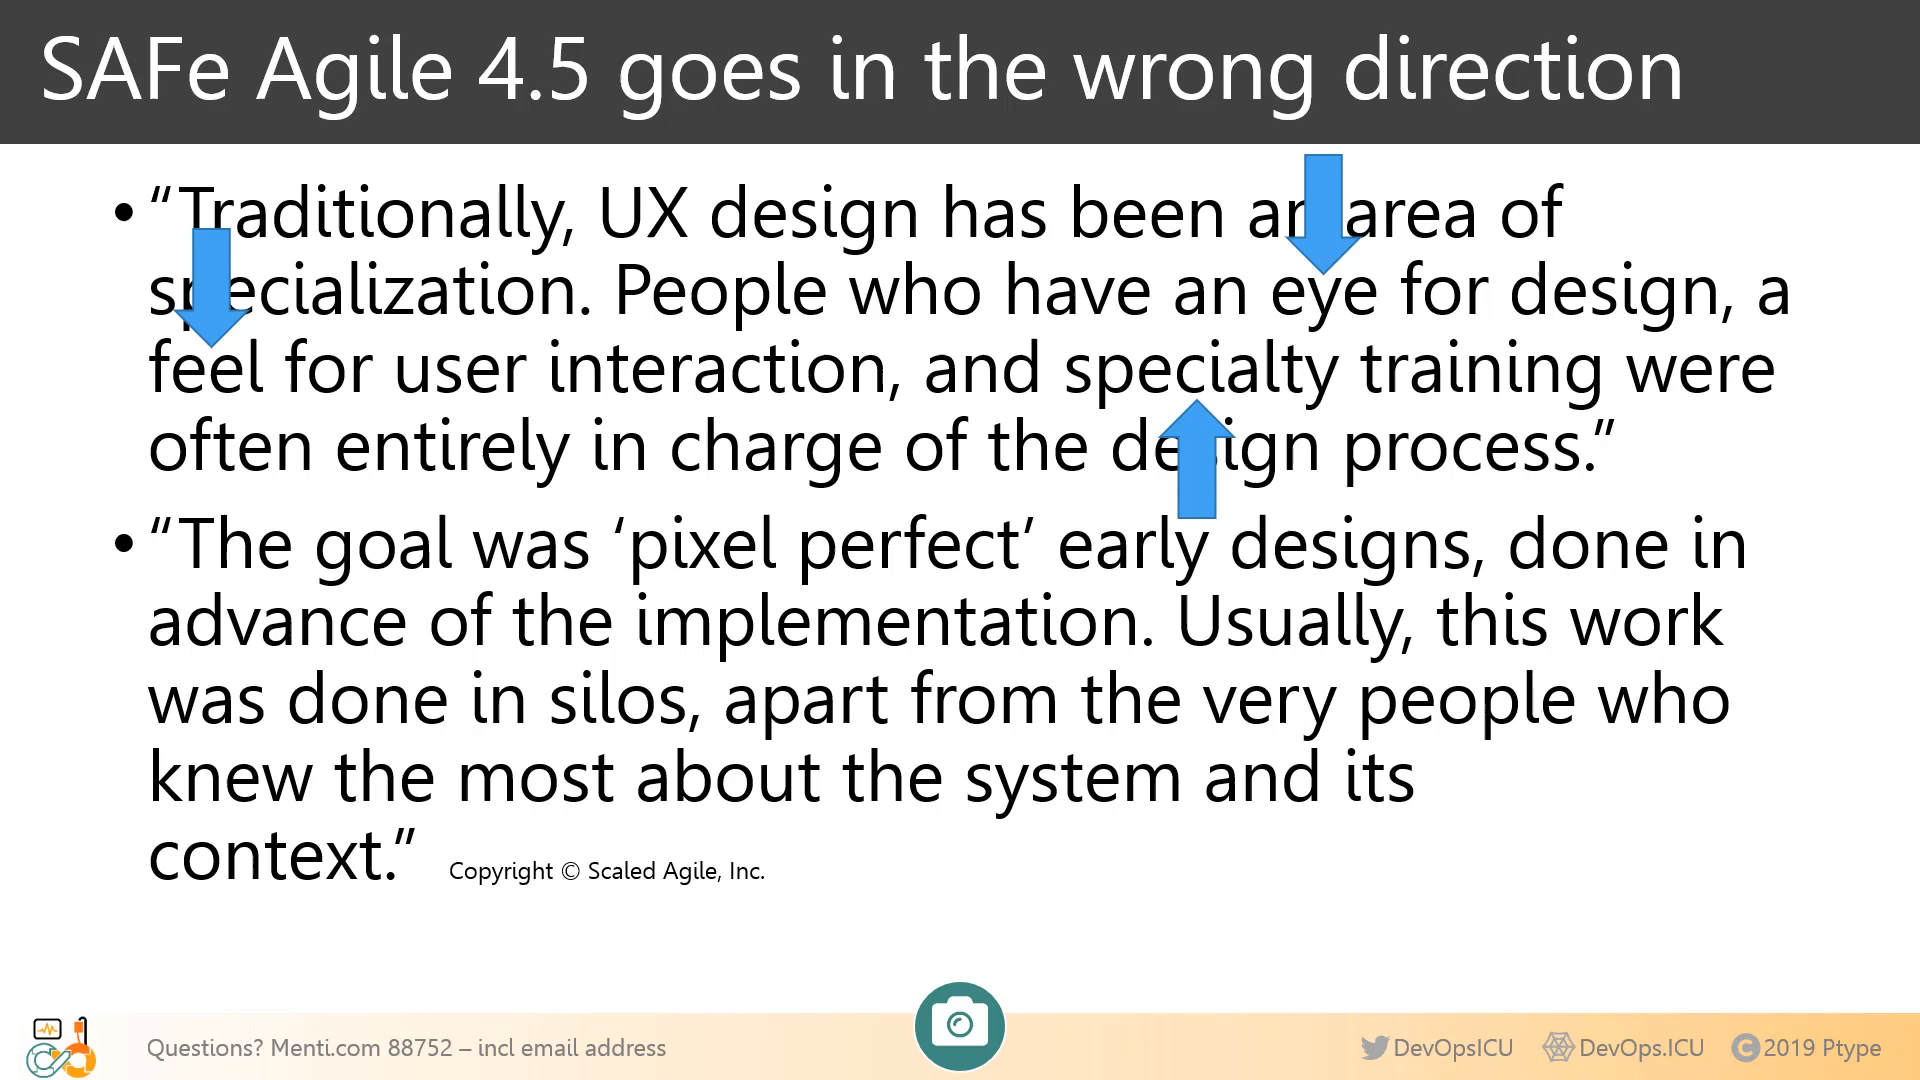 SAFe Agile 4.5 goes in the wrong direction
• “Traditionally, UX design has been an area of
specialization. People who have an eye for design, a
feel for user interaction, and specialty training were
often entirely in charge of the design process.”
• “The goal was ‘pixel perfect’ early designs, done in
advance of the implementation. Usually, this work
was done in silos, apart from the very people who
knew the most about the system and its
context.” Copyright © Scaled Agile, Inc.
Questions? Menti.com 88752 – incl email address
DevOpsICU
DevOps.ICU
© 2019 Ptype